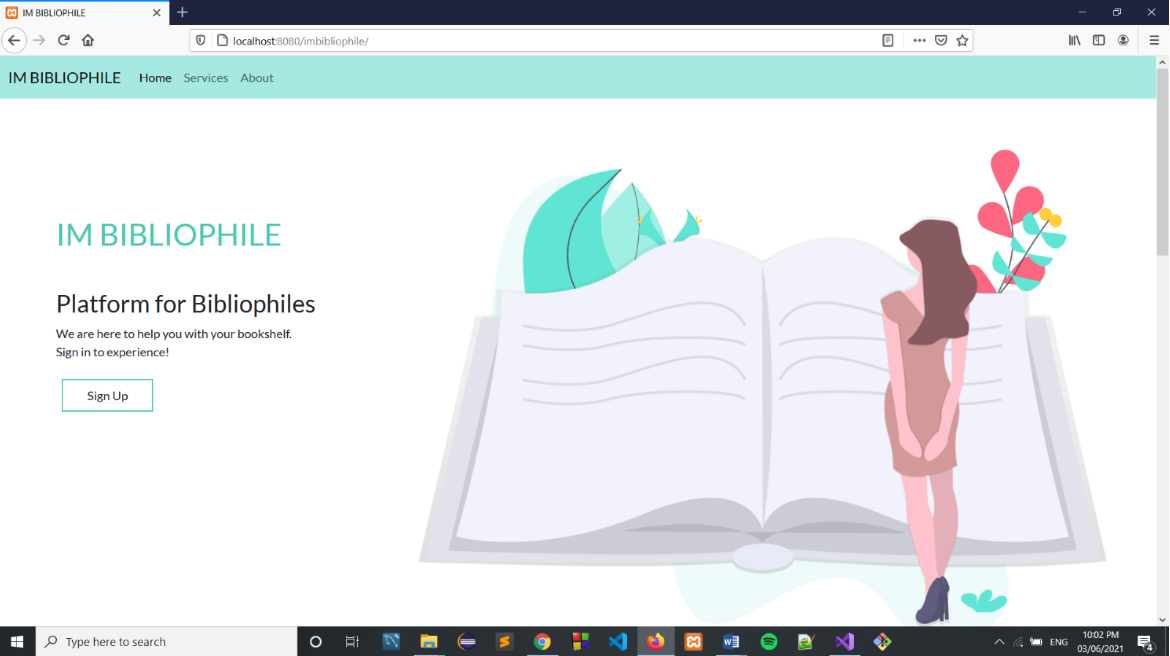 IM BIBLIOPHILE
localhost:8080/imbibliophile/
IM BIBLIOPHILE Home Services About
IM BIBLIOPHILE
Platform for Bibliophiles
We are here to help you with your bookshelf.
Sign in to experience!
Sign Up
Type here to search
ENG
10:02 PM
03/06/2021
4